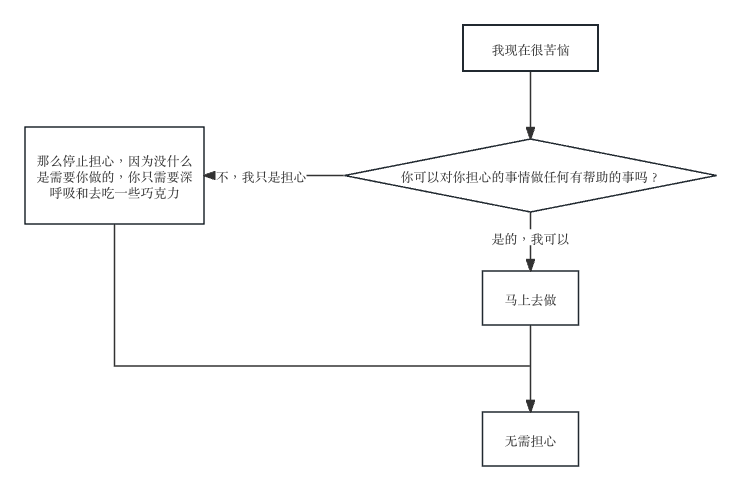 我现在很苦恼
你可以对你担心的事情做任何有帮助的事吗？
不，我只是担心
那么停止担心，因为没什么
是需要你做的，你只需要深
呼吸和去吃一些巧克力
是的，我可以
马上去做
无需担心